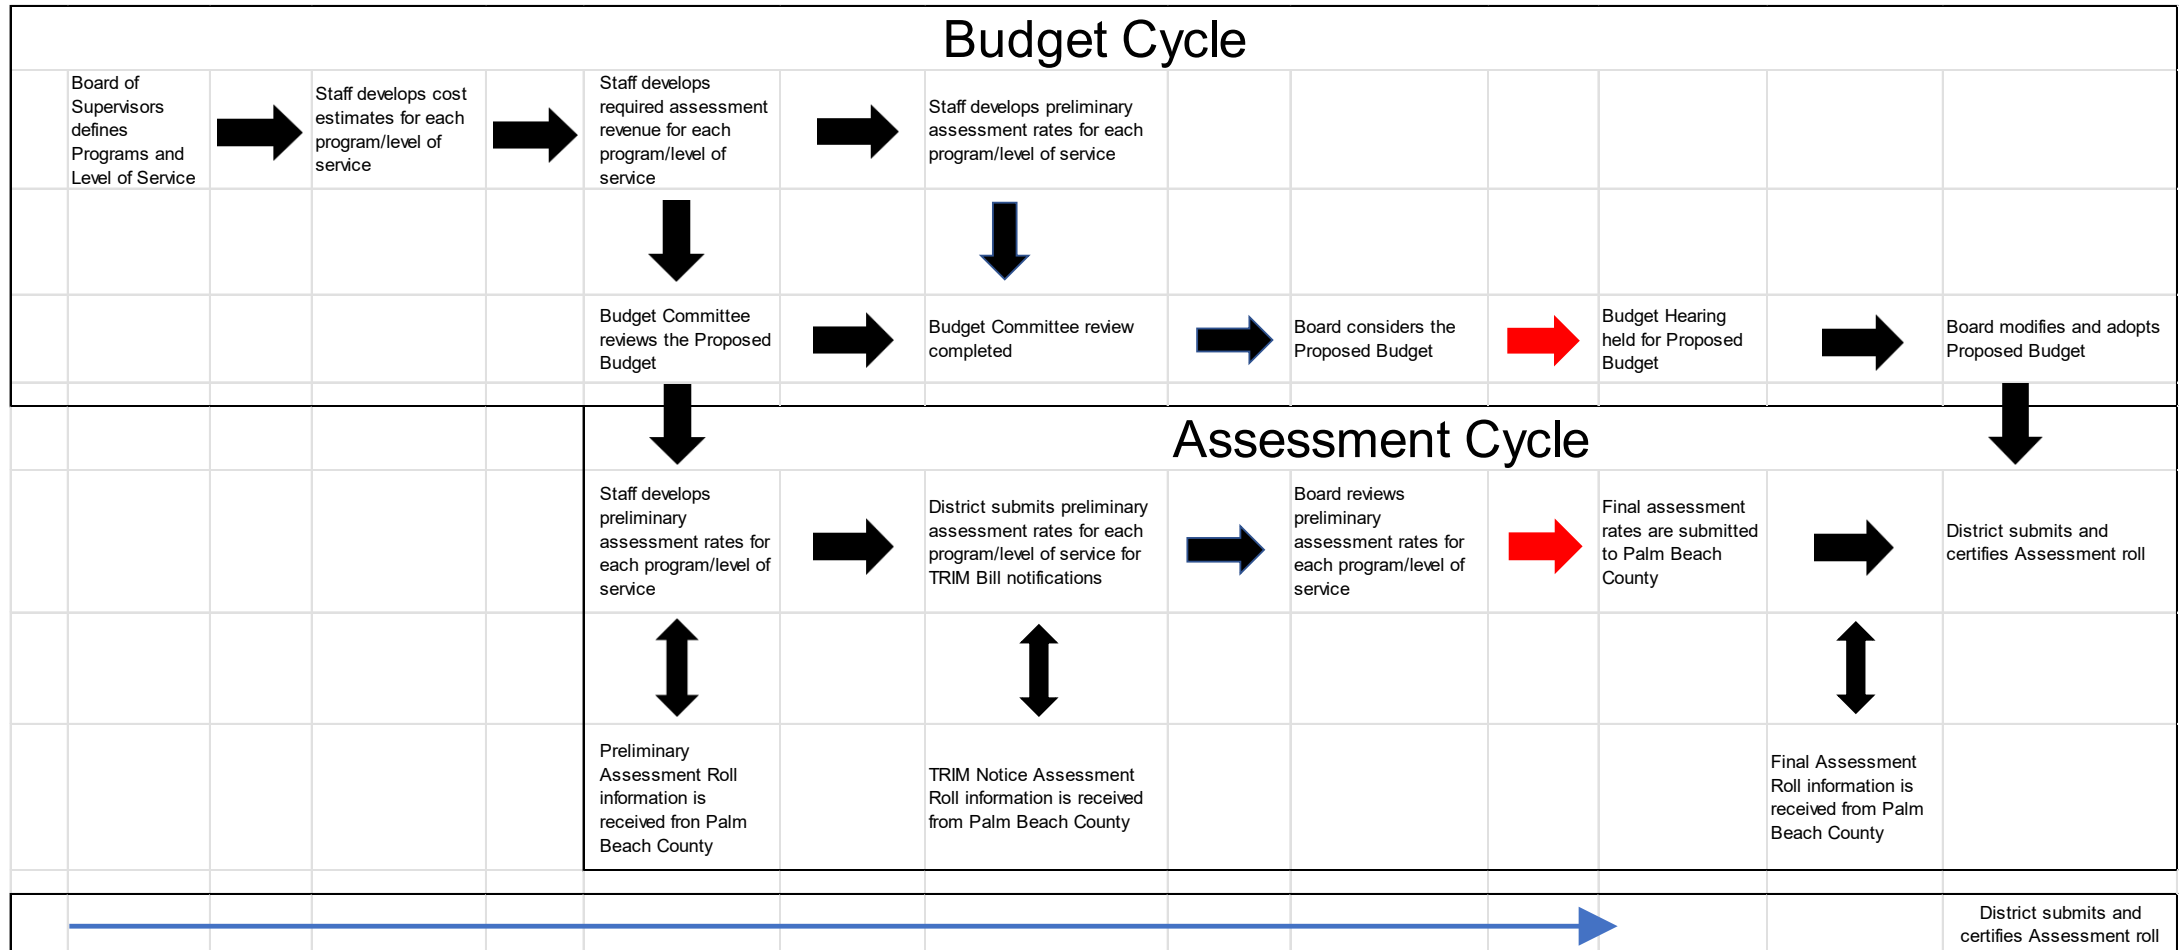 Budget Cycle
Board of
Supervisors
defines
Programs and
Level of Service
Staff develops cost
estimates for each
program/level of
service
Staff develops
required assessment
revenue for each
program/level of
service
Staff develops preliminary
assessment rates for each
program/level of service
Budget Committee
reviews the Proposed
Budget
Budget Committee review
completed
Board considers the
Proposed Budget
Budget Hearing
held for Proposed
Budget
Board modifies and adopts
Proposed Budget
Assessment Cycle
Staff develops
preliminary
assessment rates for
each program/level of
service
District submits preliminary
assessment rates for each
program/level of service for
TRIM Bill notifications
Board reviews
preliminary
assessment rates for
each program/level of
service
Final assessment
rates are submitted
to Palm Beach
County
District submits and
certifies Assessment roll
Preliminary
Assessment Roll
information is
received fron Palm
Beach County
TRIM Notice Assessment
Roll information is received
from Palm Beach County
Final Assessment
Roll information is
received from Palm
Beach County
District submits and
certifies Assessment roll